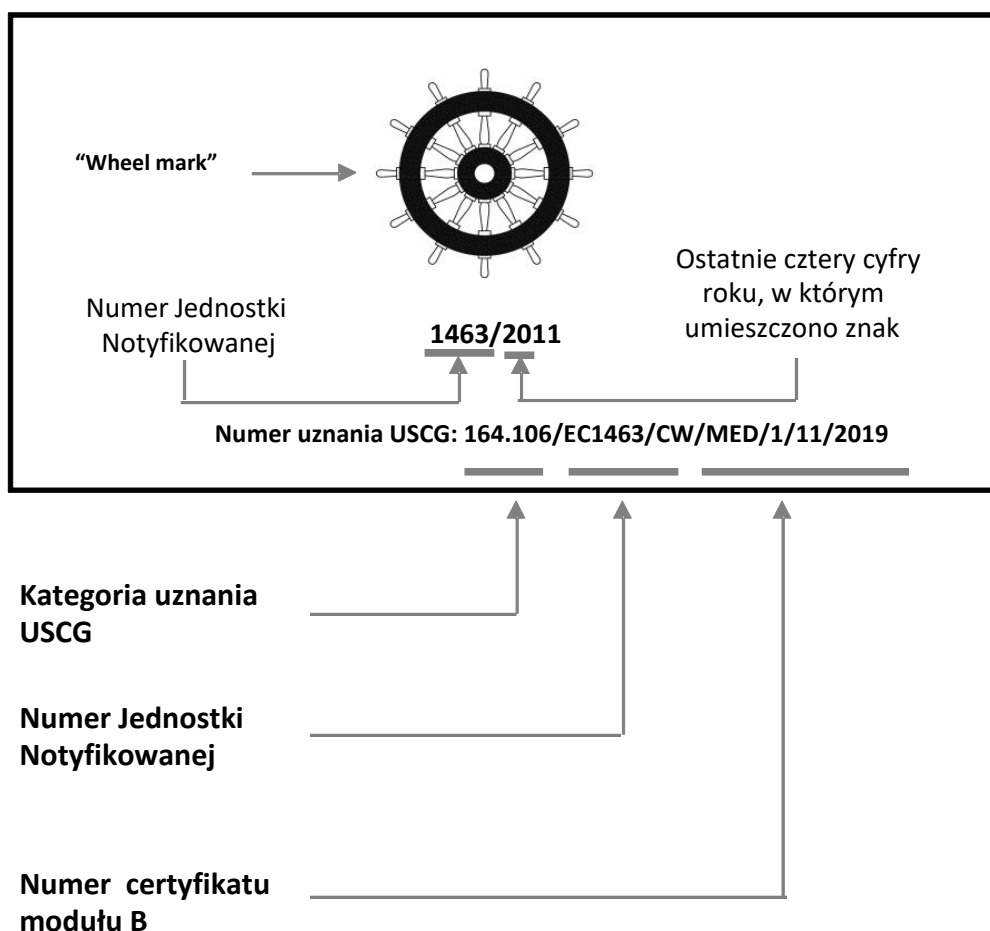 “Wheel mark”
Ostatnie cztery cyfry
roku, w którym
umieszczono znak
Numer Jednostki
Notyfikowanej
1463/2011
Numer uznania USCG: 164.106/EC1463/CW/MED/1/11/2019
Kategoria uznania
USCG
Numer Jednostki
Notyfikowanej
Numer certyfikatu
modułu B